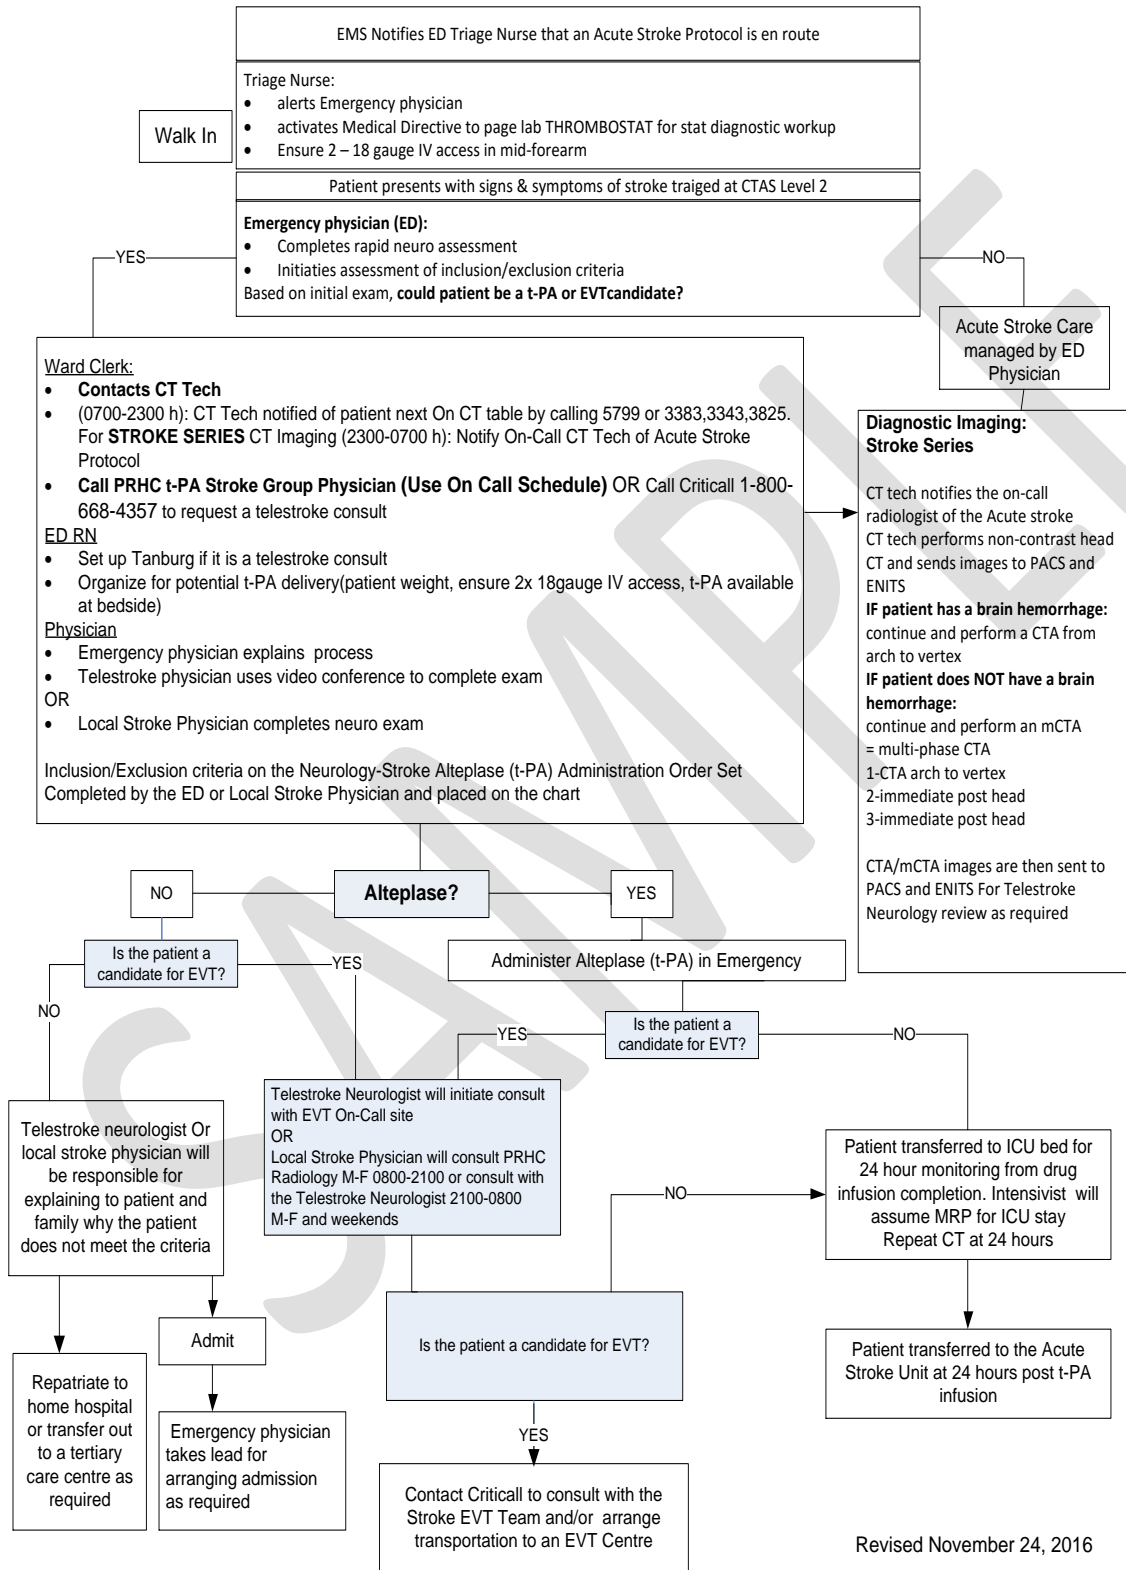 EMS Notifies ED Triage Nurse that an Acute Stroke Protocol is en route
Triage Nurse:
• alerts Emergency physician
• activates Medical Directive to page lab THROMBOSTAT for stat diagnostic workup
• Ensure 2 – 18 gauge IV access in mid-forearm
Walk In
Patient presents with signs & symptoms of stroke traiged at CTAS Level 2
Emergency physician (ED):
• Completes rapid neuro assessment
• Initiaties assessment of inclusion/exclusion criteria
Based on initial exam, could patient be a t-PA or EVTcandidate?
YES
NO
Acute Stroke Care
managed by ED
Physician
Ward Clerk:
• Contacts CT Tech
• (0700-2300 h): CT Tech notified of patient next On CT table by calling 5799 or 3383,3343,3825.
For STROKE SERIES CT Imaging (2300-0700 h): Notify On-Call CT Tech of Acute Stroke
Protocol
• Call PRHC t-PA Stroke Group Physician (Use On Call Schedule) OR Call Criticall 1-800-
668-4357 to request a telestroke consult
ED RN
• Set up Tanburg if it is a telestroke consult
• Organize for potential t-PA delivery(patient weight, ensure 2x 18gauge IV access, t-PA available
at bedside)
Physician
• Emergency physician explains process
• Telestroke physician uses video conference to complete exam
OR
• Local Stroke Physician completes neuro exam
Inclusion/Exclusion criteria on the Neurology-Stroke Alteplase (t-PA) Administration Order Set
Completed by the ED or Local Stroke Physician and placed on the chart
Diagnostic Imaging:
Stroke Series
CT tech notifies the on-call
radiologist of the Acute stroke
CT tech performs non-contrast head
CT and sends images to PACS and
ENITS
IF patient has a brain hemorrhage:
continue and perform a CTA from
arch to vertex
IF patient does NOT have a brain
hemorrhage:
continue and perform an mCTA
= multi-phase CTA
1-CTA arch to vertex
2-immediate post head
3-immediate post head
CTA/mCTA images are then sent to
PACS and ENITS For Telestroke
Neurology review as required
NO
Alteplase?
YES
Is the patient a
candidate for EVT?
YES
NO
Administer Alteplase (t-PA) in Emergency
YES
Is the patient a
candidate for EVT?
NO
Telestroke neurologist Or
local stroke physician will
be responsible for
explaining to patient and
family why the patient
does not meet the criteria
Telestroke Neurologist will initiate consult
with EVT On-Call site
OR
Local Stroke Physician will consult PRHC
Radiology M-F 0800-2100 or consult with
the Telestroke Neurologist 2100-0800
M-F and weekends
NO
Patient transferred to ICU bed for
24 hour monitoring from drug
infusion completion. Intensivist will
assume MRP for ICU stay
Repeat CT at 24 hours
Admit
Is the patient a candidate for EVT?
Patient transferred to the Acute
Stroke Unit at 24 hours post t-PA
infusion
Repatriate to
home hospital
or transfer out
to a tertiary
care centre as
required
Emergency physician
takes lead for
arranging admission
as required
YES
Contact Criticall to consult with the
Stroke EVT Team and/or arrange
transportation to an EVT Centre
Revised November 24, 2016
SAMPLE